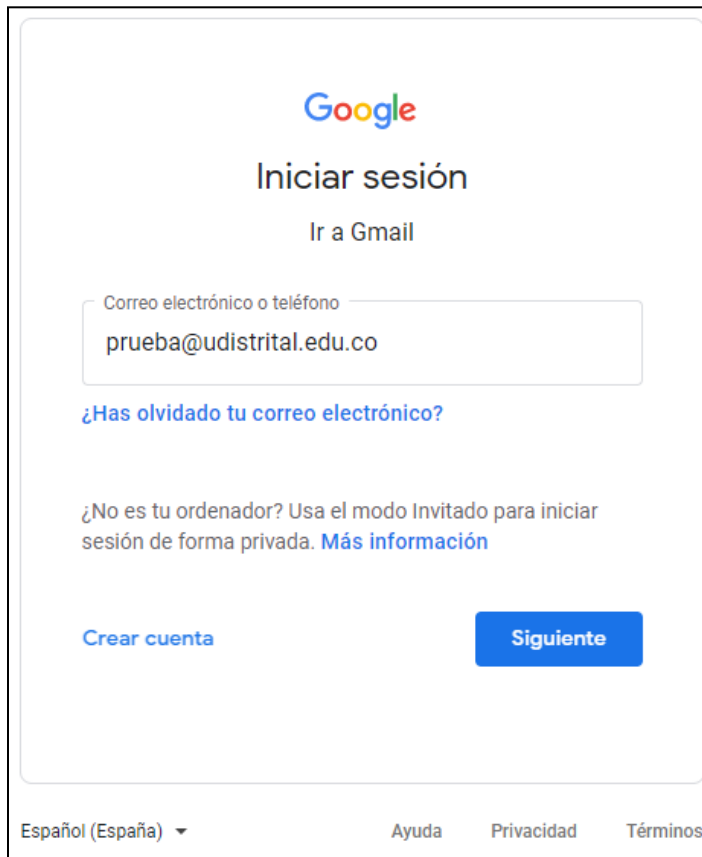 Google
Iniciar sesión
Ir a Gmail
Correo electrónico o teléfono
prueba@udistrital.edu.co
¿Has olvidado tu correo electrónico?
¿No es tu ordenador? Usa el modo Invitado para iniciar
sesión de forma privada. Más información
Crear cuenta
Siguiente
Español (España)
Ayuda
Privacidad
Términos